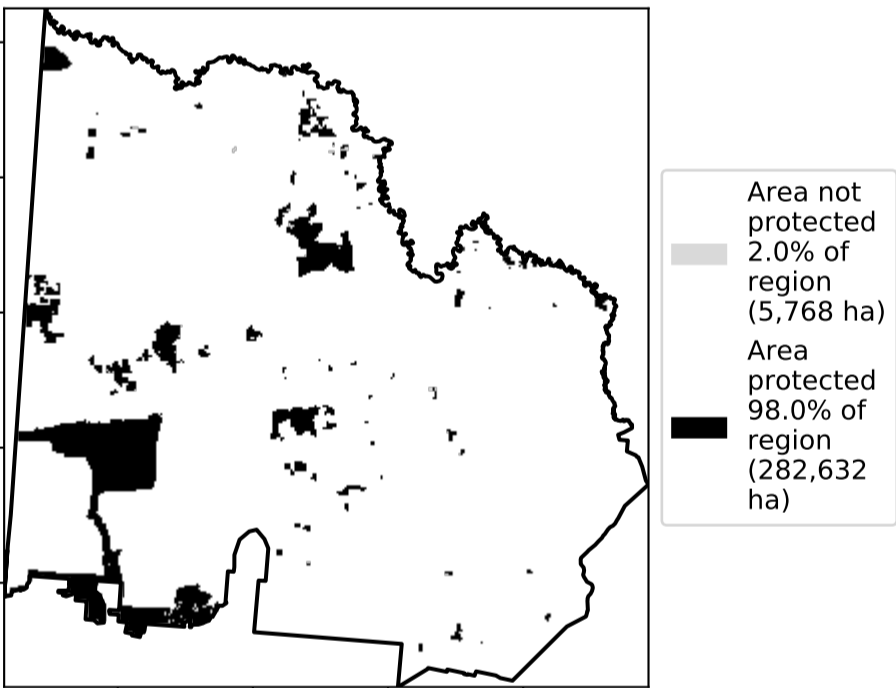 Area not
protected
2.0% of
region
(5,768 ha)
Area
protected
98.0% of
region
(282,632
ha)